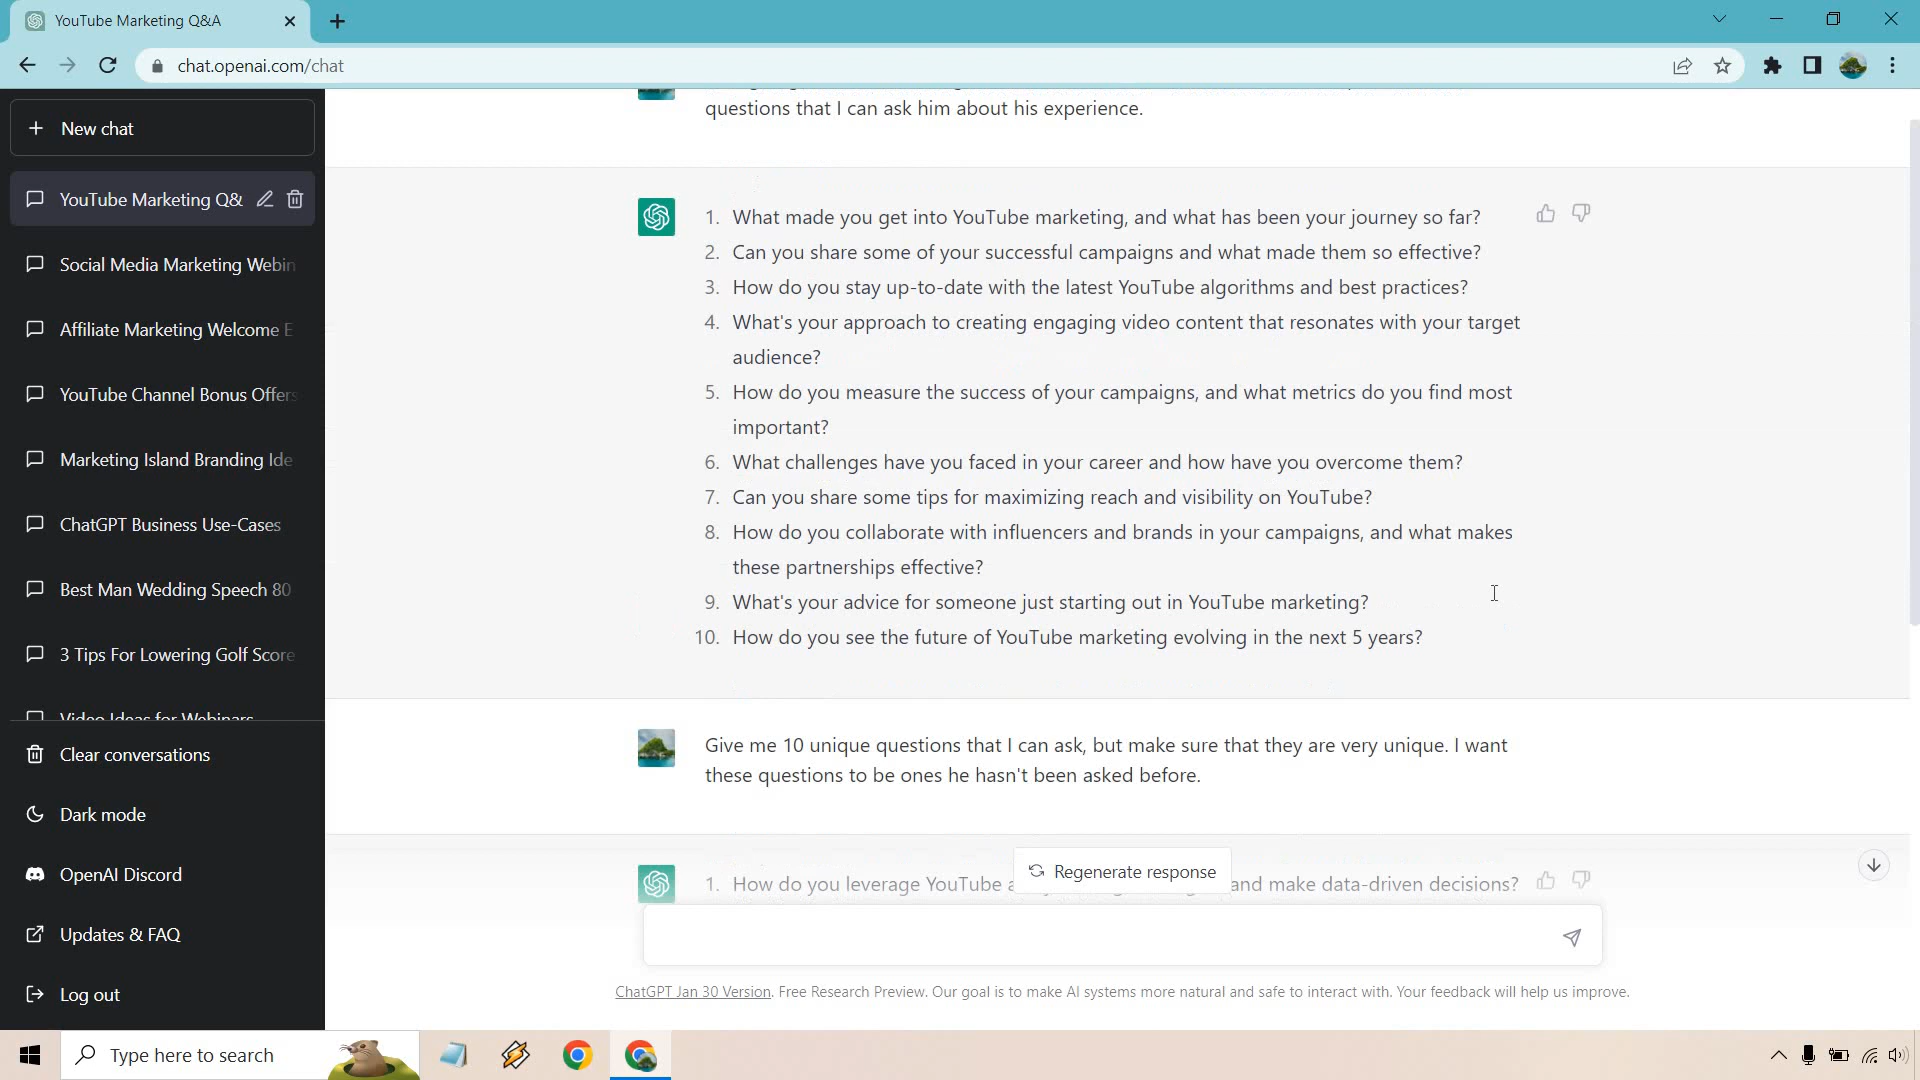 YouTube Marketing Q&A
chat.openai.com/chat
New chat
YouTube Marketing Q&
Social Media Marketing Webin
Affiliate Marketing Welcome E
YouTube Channel Bonus Offers
Marketing Island Branding Ide
ChatGPT Business Use-Cases
Best Man Wedding Speech 80
3 Tips For Lowering Golf Score
Video Ideas for Webinars
Clear conversations
Dark mode
OpenAI Discord
Updates & FAQ
Log out
questions that I can ask him about his experience.
1. What made you get into YouTube marketing, and what has been your journey so far?
2. Can you share some of your successful campaigns and what made them so effective?
3. How do you stay up-to-date with the latest YouTube algorithms and best practices?
4. What's your approach to creating engaging video content that resonates with your target
audience?
5. How do you measure the success of your campaigns, and what metrics do you find most
important?
6. What challenges have you faced in your career and how have you overcome them?
7. Can you share some tips for maximizing reach and visibility on YouTube?
8. How do you collaborate with influencers and brands in your campaigns, and what makes
these partnerships effective?
9. What's your advice for someone just starting out in YouTube marketing?
10. How do you see the future of YouTube marketing evolving in the next 5 years?
Give me 10 unique questions that I can ask, but make sure that they are very unique. I want
these questions to be ones he hasn't been asked before.
1. How do you leverage YouTube and make data-driven decisions?
Regenerate response
ChatGPT Jan 30 Version. Free Research Preview. Our goal is to make AI systems more natural and safe to interact with. Your feedback will help us improve.
Type here to search